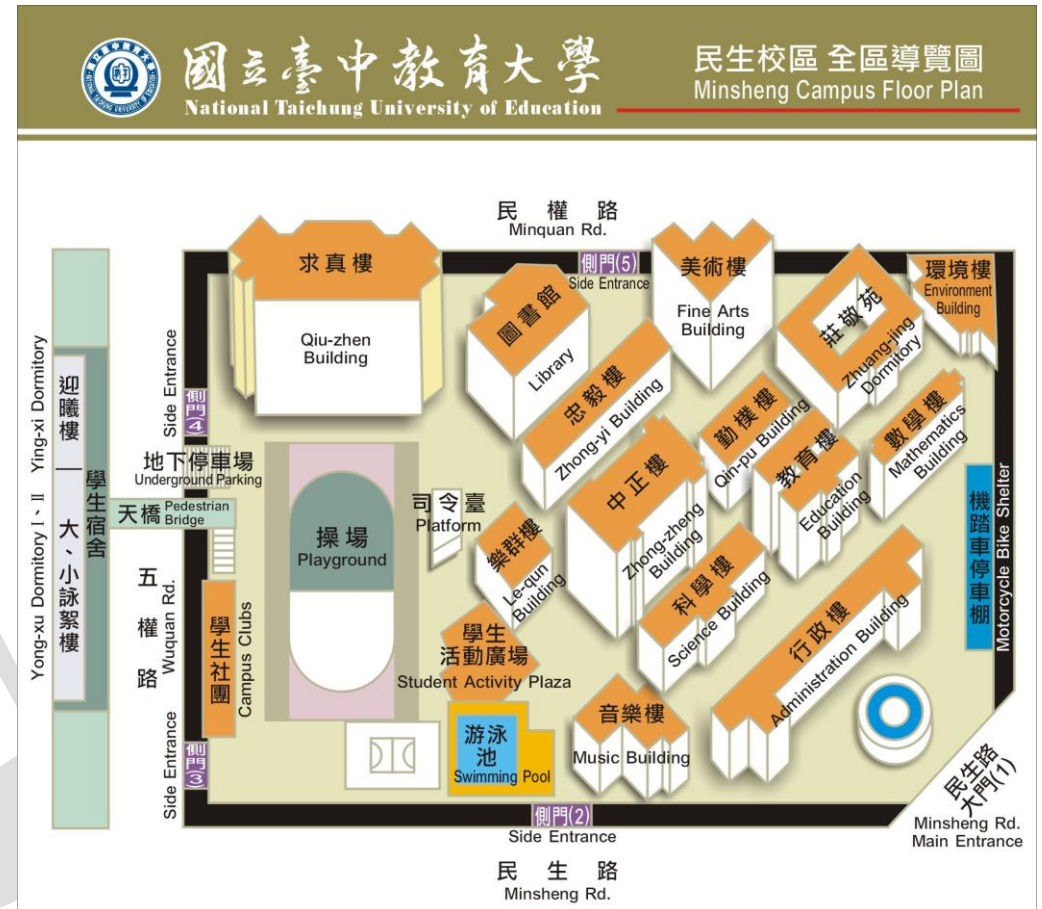 國立臺中教育大學
National Taichung University of Education
民生校區 全區導覽圖
Minsheng Campus Floor Plan
民權路
Minquan Rd.
側門(5)
Side Entrance
求真樓
Qiu-zhen
Building
圖書館
Library
美術樓
Fine Arts
Building
莊敬苑
Zhuang-jing
Dormitory
環境樓
Environment
Building
忠毅樓
Zhong-yi Building
勤樸樓
Qin-pu Building
教育樓
Education
Building
數學樓
Mathematics
Building
中正樓
Zhong-zheng
Building
Side Entrance
側門(4)
地下停車場
Underground Parking
天橋
Pedestrian
Bridge
Yong-xu Dormitory I、II Ying-xi Dormitory
迎曦樓
大、小詠絮樓
學生宿舍
操場
Playground
司令臺
Platform
樂群樓
Le-qun
Building
科學樓
Science Building
行政樓
Administration Building
機踏車停車棚
Motorcycle Bike Shelter
五權路
Wuquan Rd.
學生社團
Campus Clubs
學生
活動廣場
Student Activity Plaza
Side Entrance
側門(3)
游泳
池
Swimming Pool
音樂樓
Music Building
側門(2)
Side Entrance
民生路
Minsheng Rd.
民生路
大門(1)
Minsheng Rd.
Main Entrance